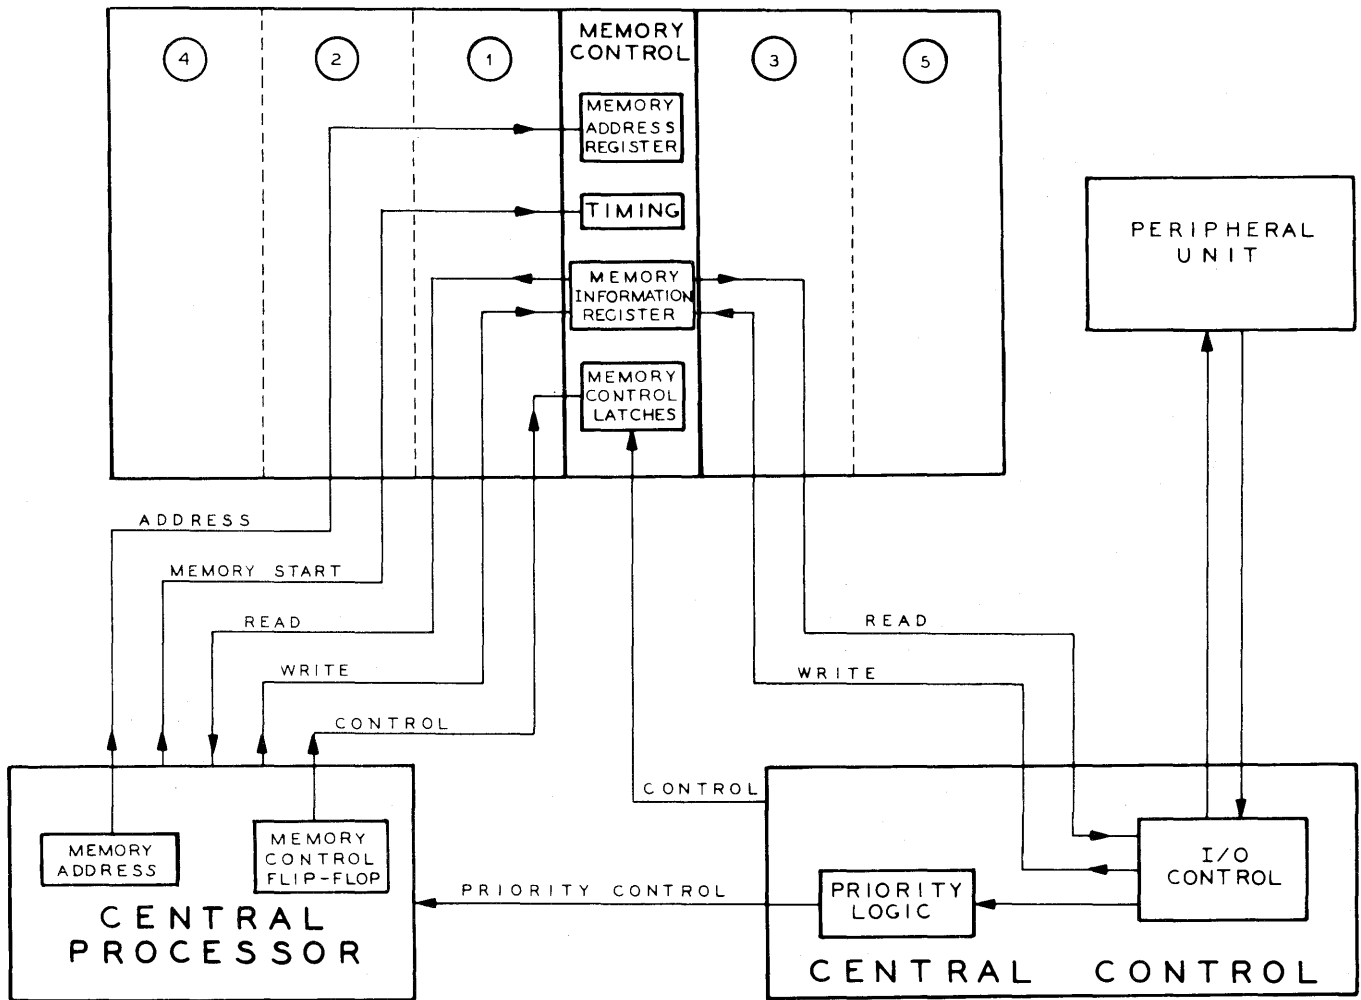 MEMORY
CONTROL
4
2
1
3
5
MEMORY
ADDRESS
REGISTER
TIMING
MEMORY
INFORMATION
REGISTER
MEMORY
CONTROL
LATCHES
PERIPHERAL
UNIT
ADDRESS
MEMORY START
READ
WRITE
CONTROL
READ
WRITE
CONTROL
MEMORY
ADDRESS
MEMORY
CONTROL
FLIP-FLOP
CENTRAL
PROCESSOR
PRIORITY CONTROL
PRIORITY
LOGIC
I/O
CONTROL
CENTRAL CONTROL